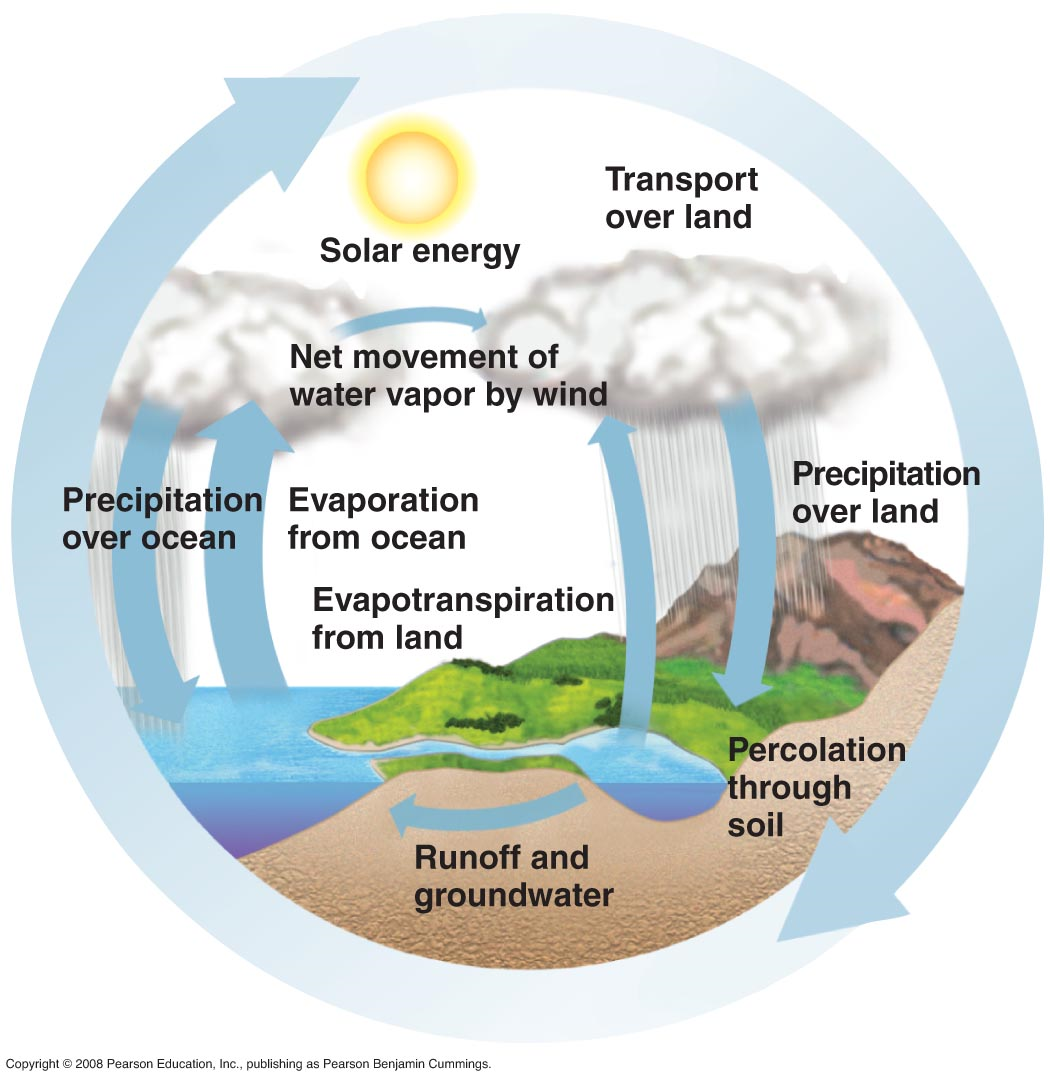 Transport
over land
Solar energy
Net movement of
water vapor by wind
Precipitation
over ocean
Evaporation
from ocean
Precipitation
over land
Evapotranspiration
from land
Percolation
through
soil
Runoff and
groundwater
Copyright © 2008 Pearson Education, Inc., publishing as Pearson Benjamin Cummings.